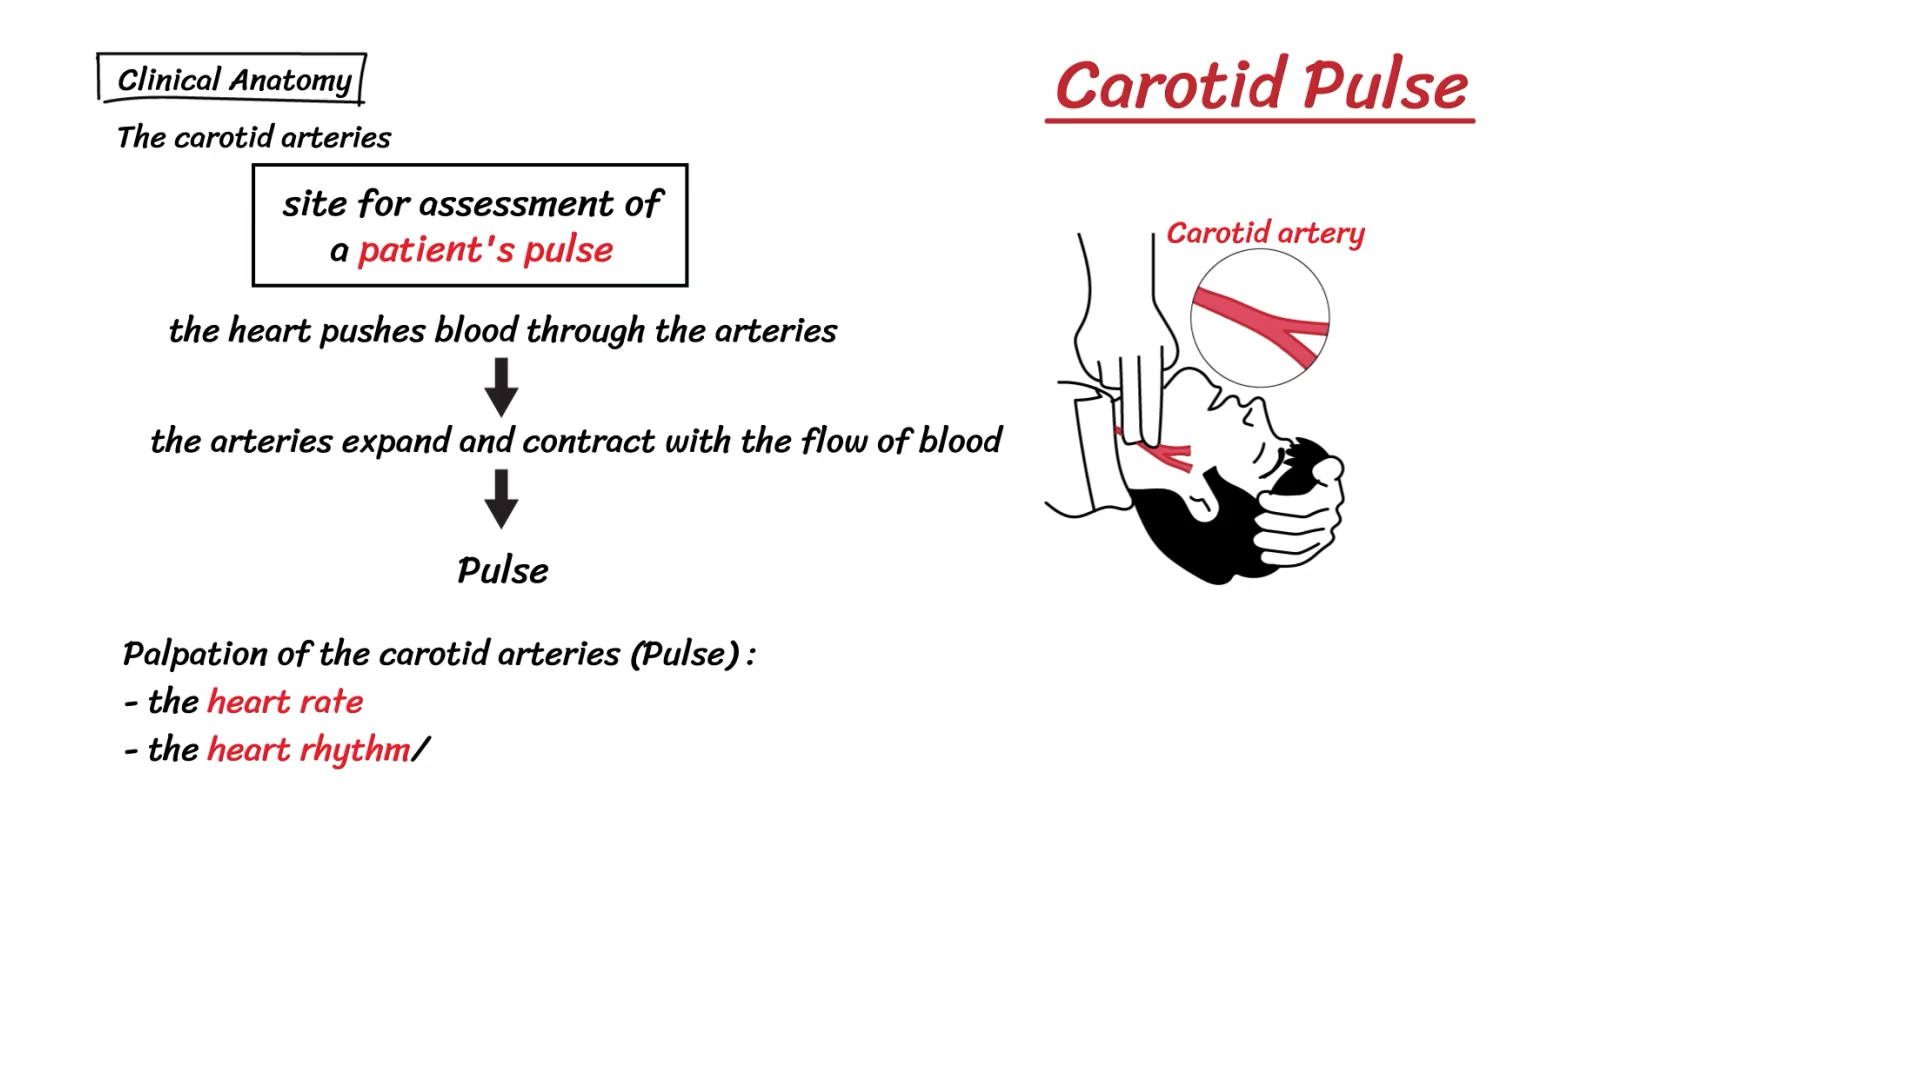 Clinical Anatomy
The carotid arteries
site for assessment of
a patient's pulse
the heart pushes blood through the arteries
the arteries expand and contract with the flow of blood
Pulse
Palpation of the carotid arteries (Pulse) :
- the heart rate
- the heart rhythm/
Carotid Pulse
Carotid artery